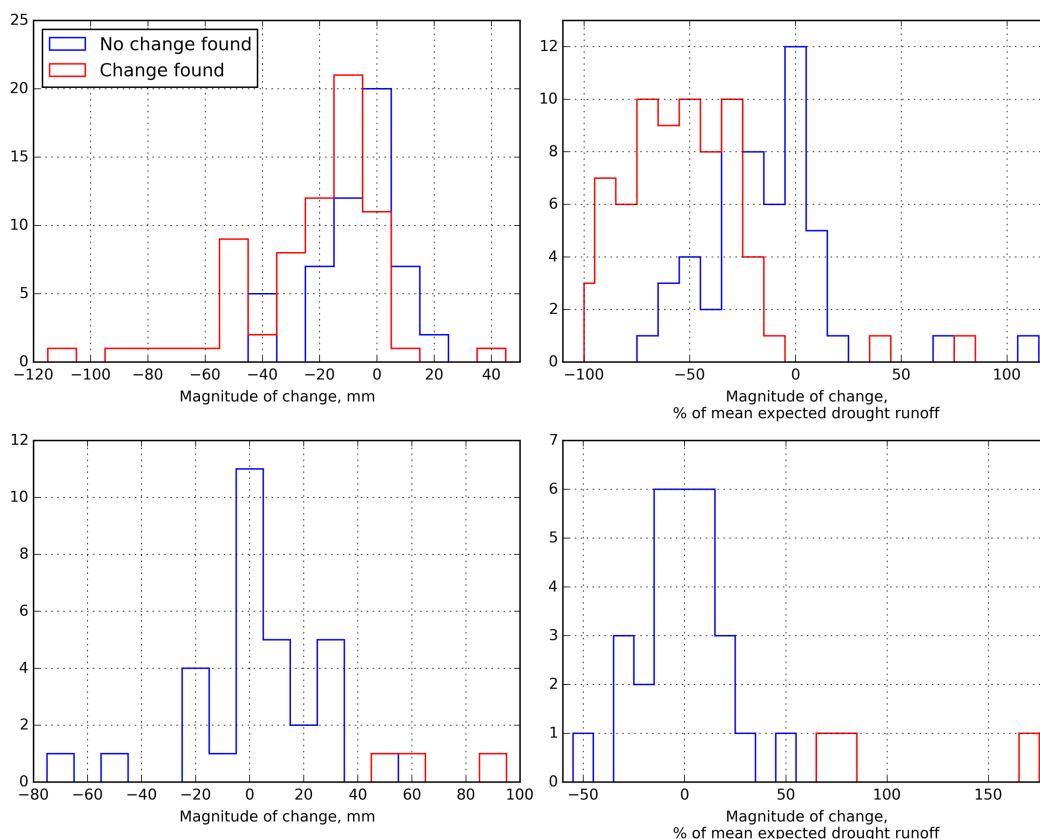 25
20
15
10
5
0
No change found
Change found
−120 −100 −80 −60 −40 −20 0 20 40
Magnitude of change, mm
12
10
8
6
4
2
0
−100 −50 0 50 100
Magnitude of change,
% of mean expected drought runoff
12
10
8
6
4
2
0
−80 −60 −40 −20 0 20 40 60 80 100
Magnitude of change, mm
7
6
5
4
3
2
1
0
−50 0 50 100 150
Magnitude of change,
% of mean expected drought runoff